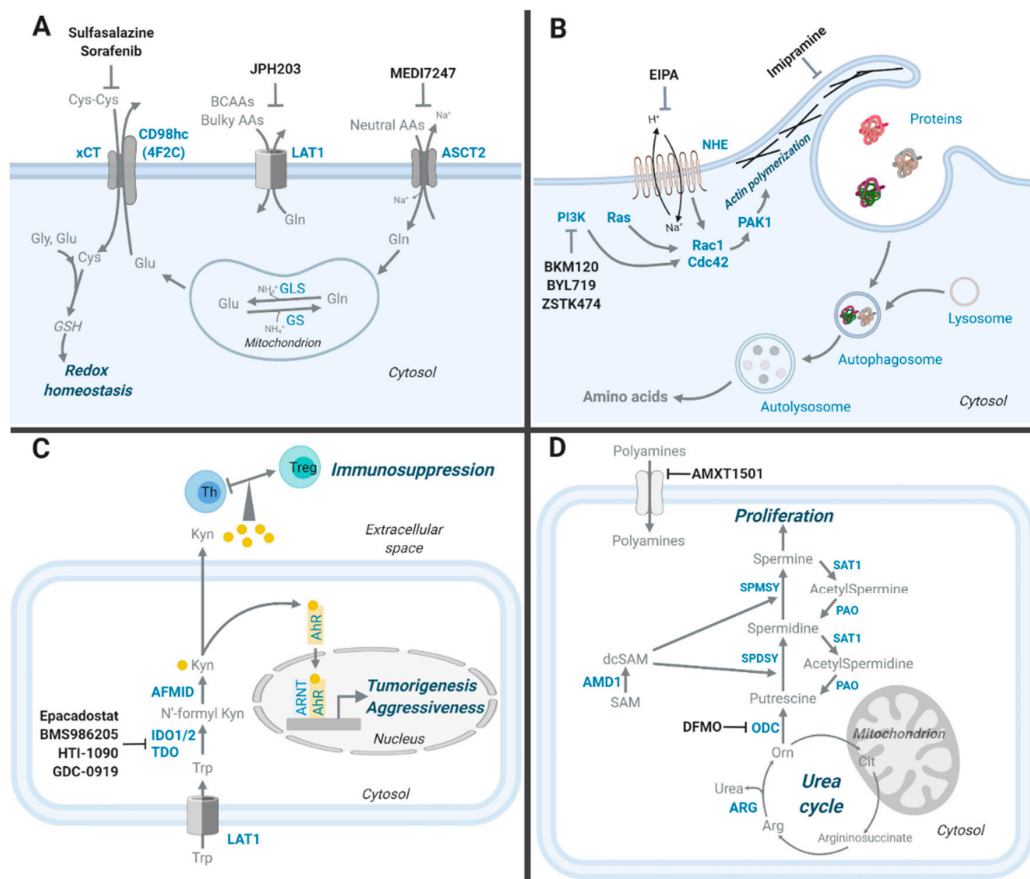 A
Sulfasalazine
Sorafenib
Cys-Cys
xCT
CD98hc
(4F2C)
JPH203
BCAAs
Bulky AAs
LAT1
Gln
MEDI7247
Na⁺
Neutral AAs
ASCT2
Na⁺
Gln
Gly, Glu
Cys
Glu
GSH
Redox
homeostasis
NH₄⁺ GLS
Glu
Gln
NH₄⁺ GS
Mitochondrion
Cytosol
B
Imipramine
EIPA
H⁺
NHE
Actin polymerization
Proteins
PI3K
Ras
Na⁺
PAK1
Rac1
Cdc42
BKM120
BYL719
ZSTK474
Lysosome
Autophagosome
Autolysosome
Amino acids
Cytosol
C
Treg
Immunosuppression
Th
Kyn
Extracellular
space
AhR
Kyn
AFMID
N'-formyl Kyn
Epacadostat
BMS986205
HTI-1090
GDC-0919
IDO1/2
TDO
Trp
ARNT
AhR
Tumorigenesis
Aggressiveness
Nucleus
Cytosol
LAT1
Trp
D
Polyamines
AMXT1501
Polyamines
Proliferation
Spermine
SAT1
SPMSY
AcetylSpermine
PAO
Spermidine
SAT1
dcSAM
SPDSY
AcetylSpermidine
AMD1
PAO
SAM
Putrescine
DFMO
ODC
Mitochondrion
Orn
Cit
Urea
Urea
cycle
ARG
Arg
Argininosuccinate
Cytosol